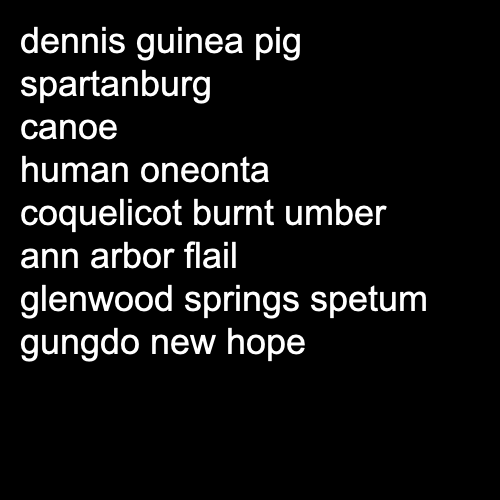 dennis guinea pig
spartanburg
canoe
human oneonta
coquelicot burnt umber
ann arbor flail
glenwood springs spetum
gungdo new hope